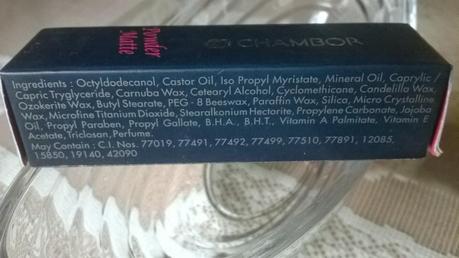 Powder
Matte
CHAMBOR
Ingredients : Octyldodecanol, Castor Oil, Iso Propyl Myristate, Mineral Oil, Caprylic /
Capric Tryglyceride, Carnuba Wax, Cetearyl Alcohol, Cyclomethicone, Candelilla Wax,
Ozokerite Wax, Butyl Stearate, PEG - 8 Beeswax, Paraffin Wax, Silica, Micro Crystalline
Wax, Microfine Titanium Dioxide, Stearalkonium Hectorite, Propylene Carbonate, Jojoba
Oil, Propyl Paraben, Propyl Gallate, B.H.A., B.H.T., Vitamin A Palmitate, Vitamin E
Acetate, Triclosan, Perfume.
May Contain : C.I. Nos. 77019, 77491, 77492, 77499, 77510, 77891, 12085,
15850, 19140, 42090